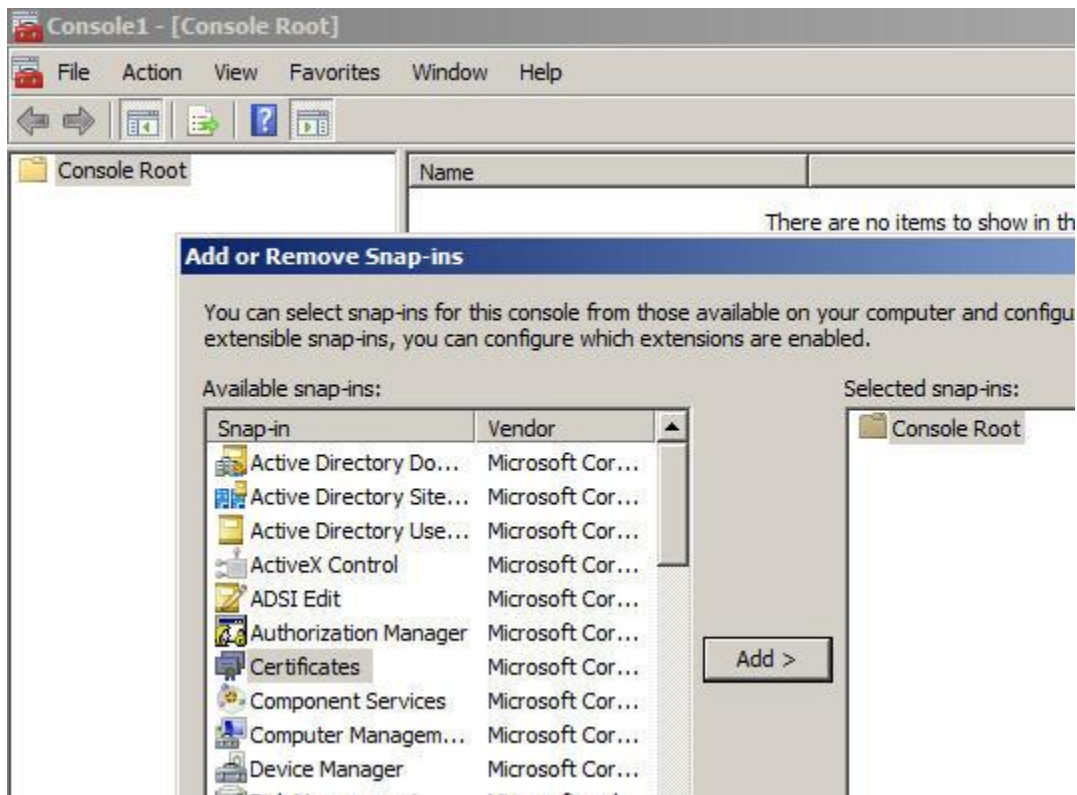 Console1 - [Console Root]
File Action View Favorites Window Help
Console Root
Name
There are no items to show in th
Add or Remove Snap-ins
You can select snap-ins for this console from those available on your computer and configu
extensible snap-ins, you can configure which extensions are enabled.
Available snap-ins:
Selected snap-ins:
Snap-in Vendor
Console Root
Active Directory Do... Microsoft Cor...
Active Directory Site... Microsoft Cor...
Active Directory Use... Microsoft Cor...
ActiveX Control Microsoft Cor...
ADSI Edit Microsoft Cor...
Authorization Manager Microsoft Cor...
Certificates Microsoft Cor...
Add >
Component Services Microsoft Cor...
Computer Managem... Microsoft Cor...
Device Manager Microsoft Cor...